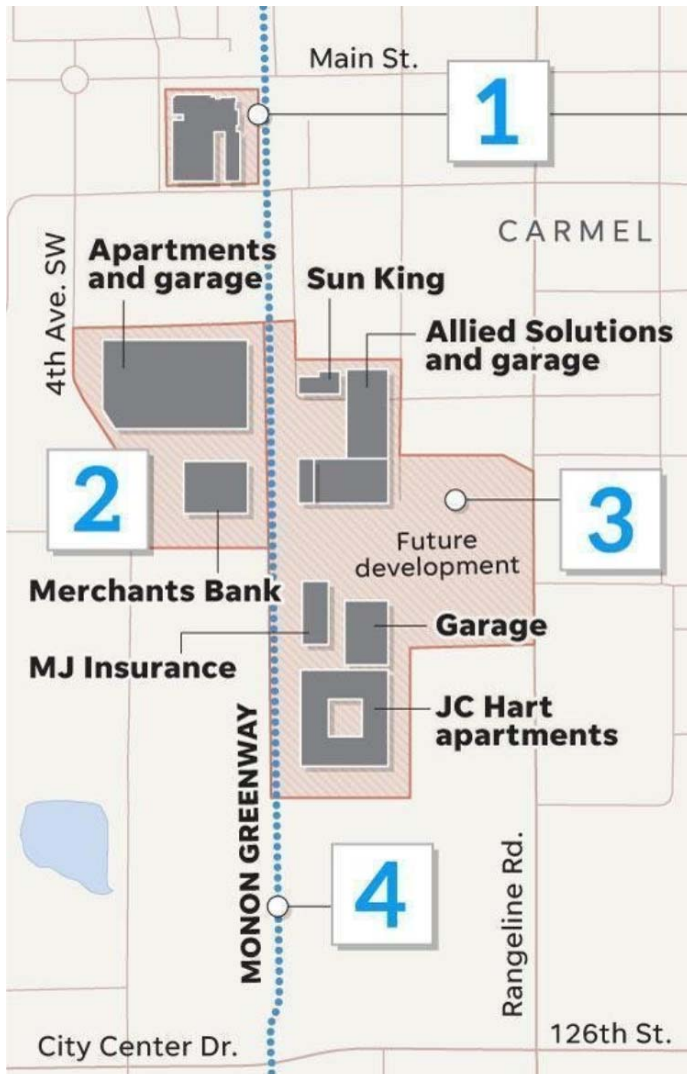 Main St.
1
CARMEL
4th Ave. SW
Apartments
and garage
Sun King
Allied Solutions
and garage
2
3
Future
development
Merchants Bank
Garage
MJ Insurance
JC Hart
apartments
MONON GREENWAY
4
Rangeline Rd.
126th St.
City Center Dr.